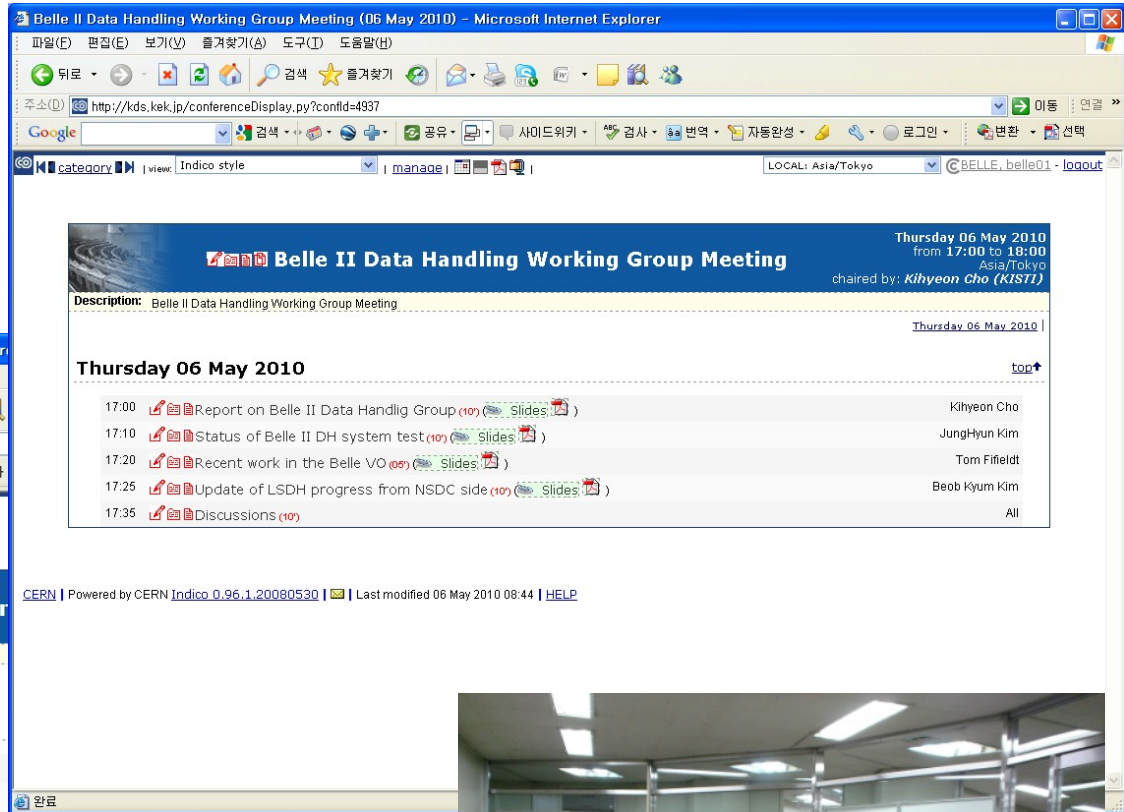 Belle II Data Handling Working Group Meeting (06 May 2010) - Microsoft Internet Explorer
파일(F) 편집(E) 보기(V) 즐겨찾기(A) 도구(T) 도움말(H)
뒤로 검색 즐겨찾기
주소(D) http://kds.kek.jp/conferenceDisplay.py?confId=4937 이동 연결 »
Google 검색 공유 사이드위키 검사 번역 자동완성 로그인 변환 선택
category | view: Indico style | manage | | LOCAL: Asia/Tokyo BELLE, belle01 - logout
Thursday 06 May 2010
from 17:00 to 18:00
Belle II Data Handling Working Group Meeting
Asia/Tokyo
chaired by: Kihyeon Cho (KISTI)
Description: Belle II Data Handling Working Group Meeting
Thursday 06 May 2010 |
Thursday 06 May 2010 top
17:00 Report on Belle II Data Handlig Group (10') ( Slides ) Kihyeon Cho
17:10 Status of Belle II DH system test (10') ( Slides ) JungHyun Kim
17:20 Recent work in the Belle VO (05') ( Slides ) Tom Fifieldt
17:25 Update of LSDH progress from NSDC side (10') ( Slides ) Beob Kyum Kim
17:35 Discussions (10') All
CERN | Powered by CERN Indico 0.96.1.20080530 | | Last modified 06 May 2010 08:44 | HELP
완료